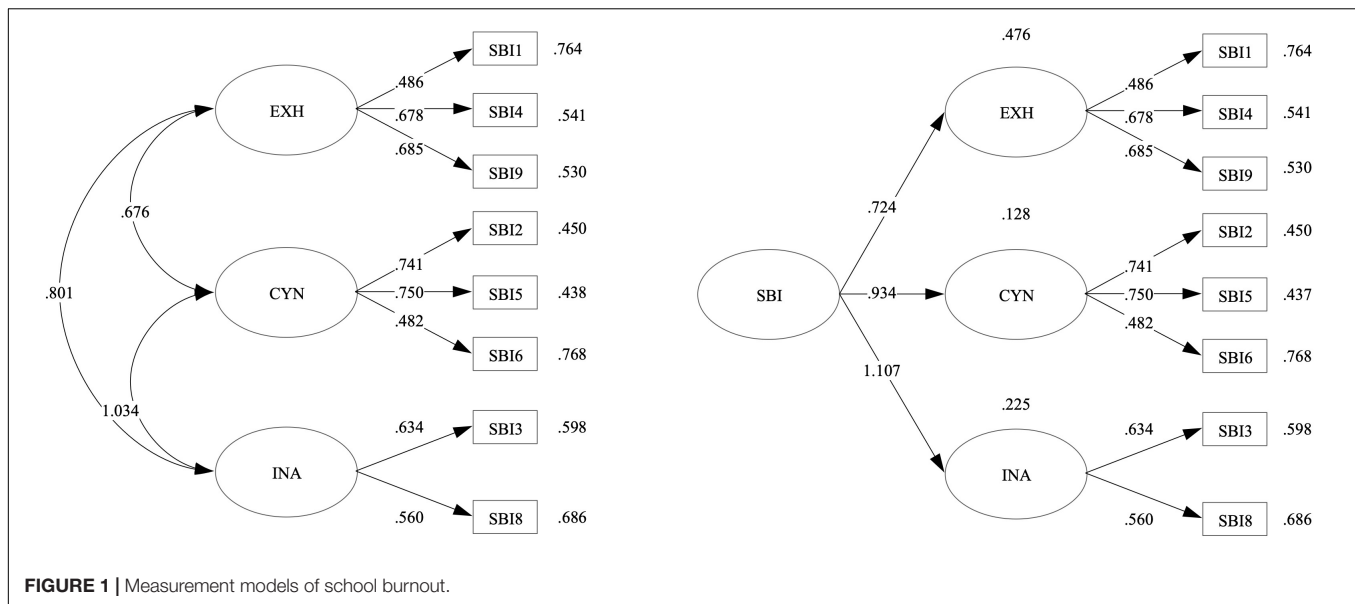 SBI1 .764
.486
EXH
.678
SBI4 .541
.685
SBI9 .530
.676
SBI2 .450
.741
.801
CYN
.750
SBI5 .438
.482
SBI6 .768
1.034
.634
SBI3 .598
INA
.560
SBI8 .686
.476
SBI1 .764
.486
EXH
.678
SBI4 .541
.685
SBI9 .530
.724
.128
SBI2 .450
.741
SBI
.934
CYN
.750
SBI5 .437
.482
SBI6 .768
1.107
.225
.634
SBI3 .598
INA
.560
SBI8 .686
FIGURE 1 | Measurement models of school burnout.